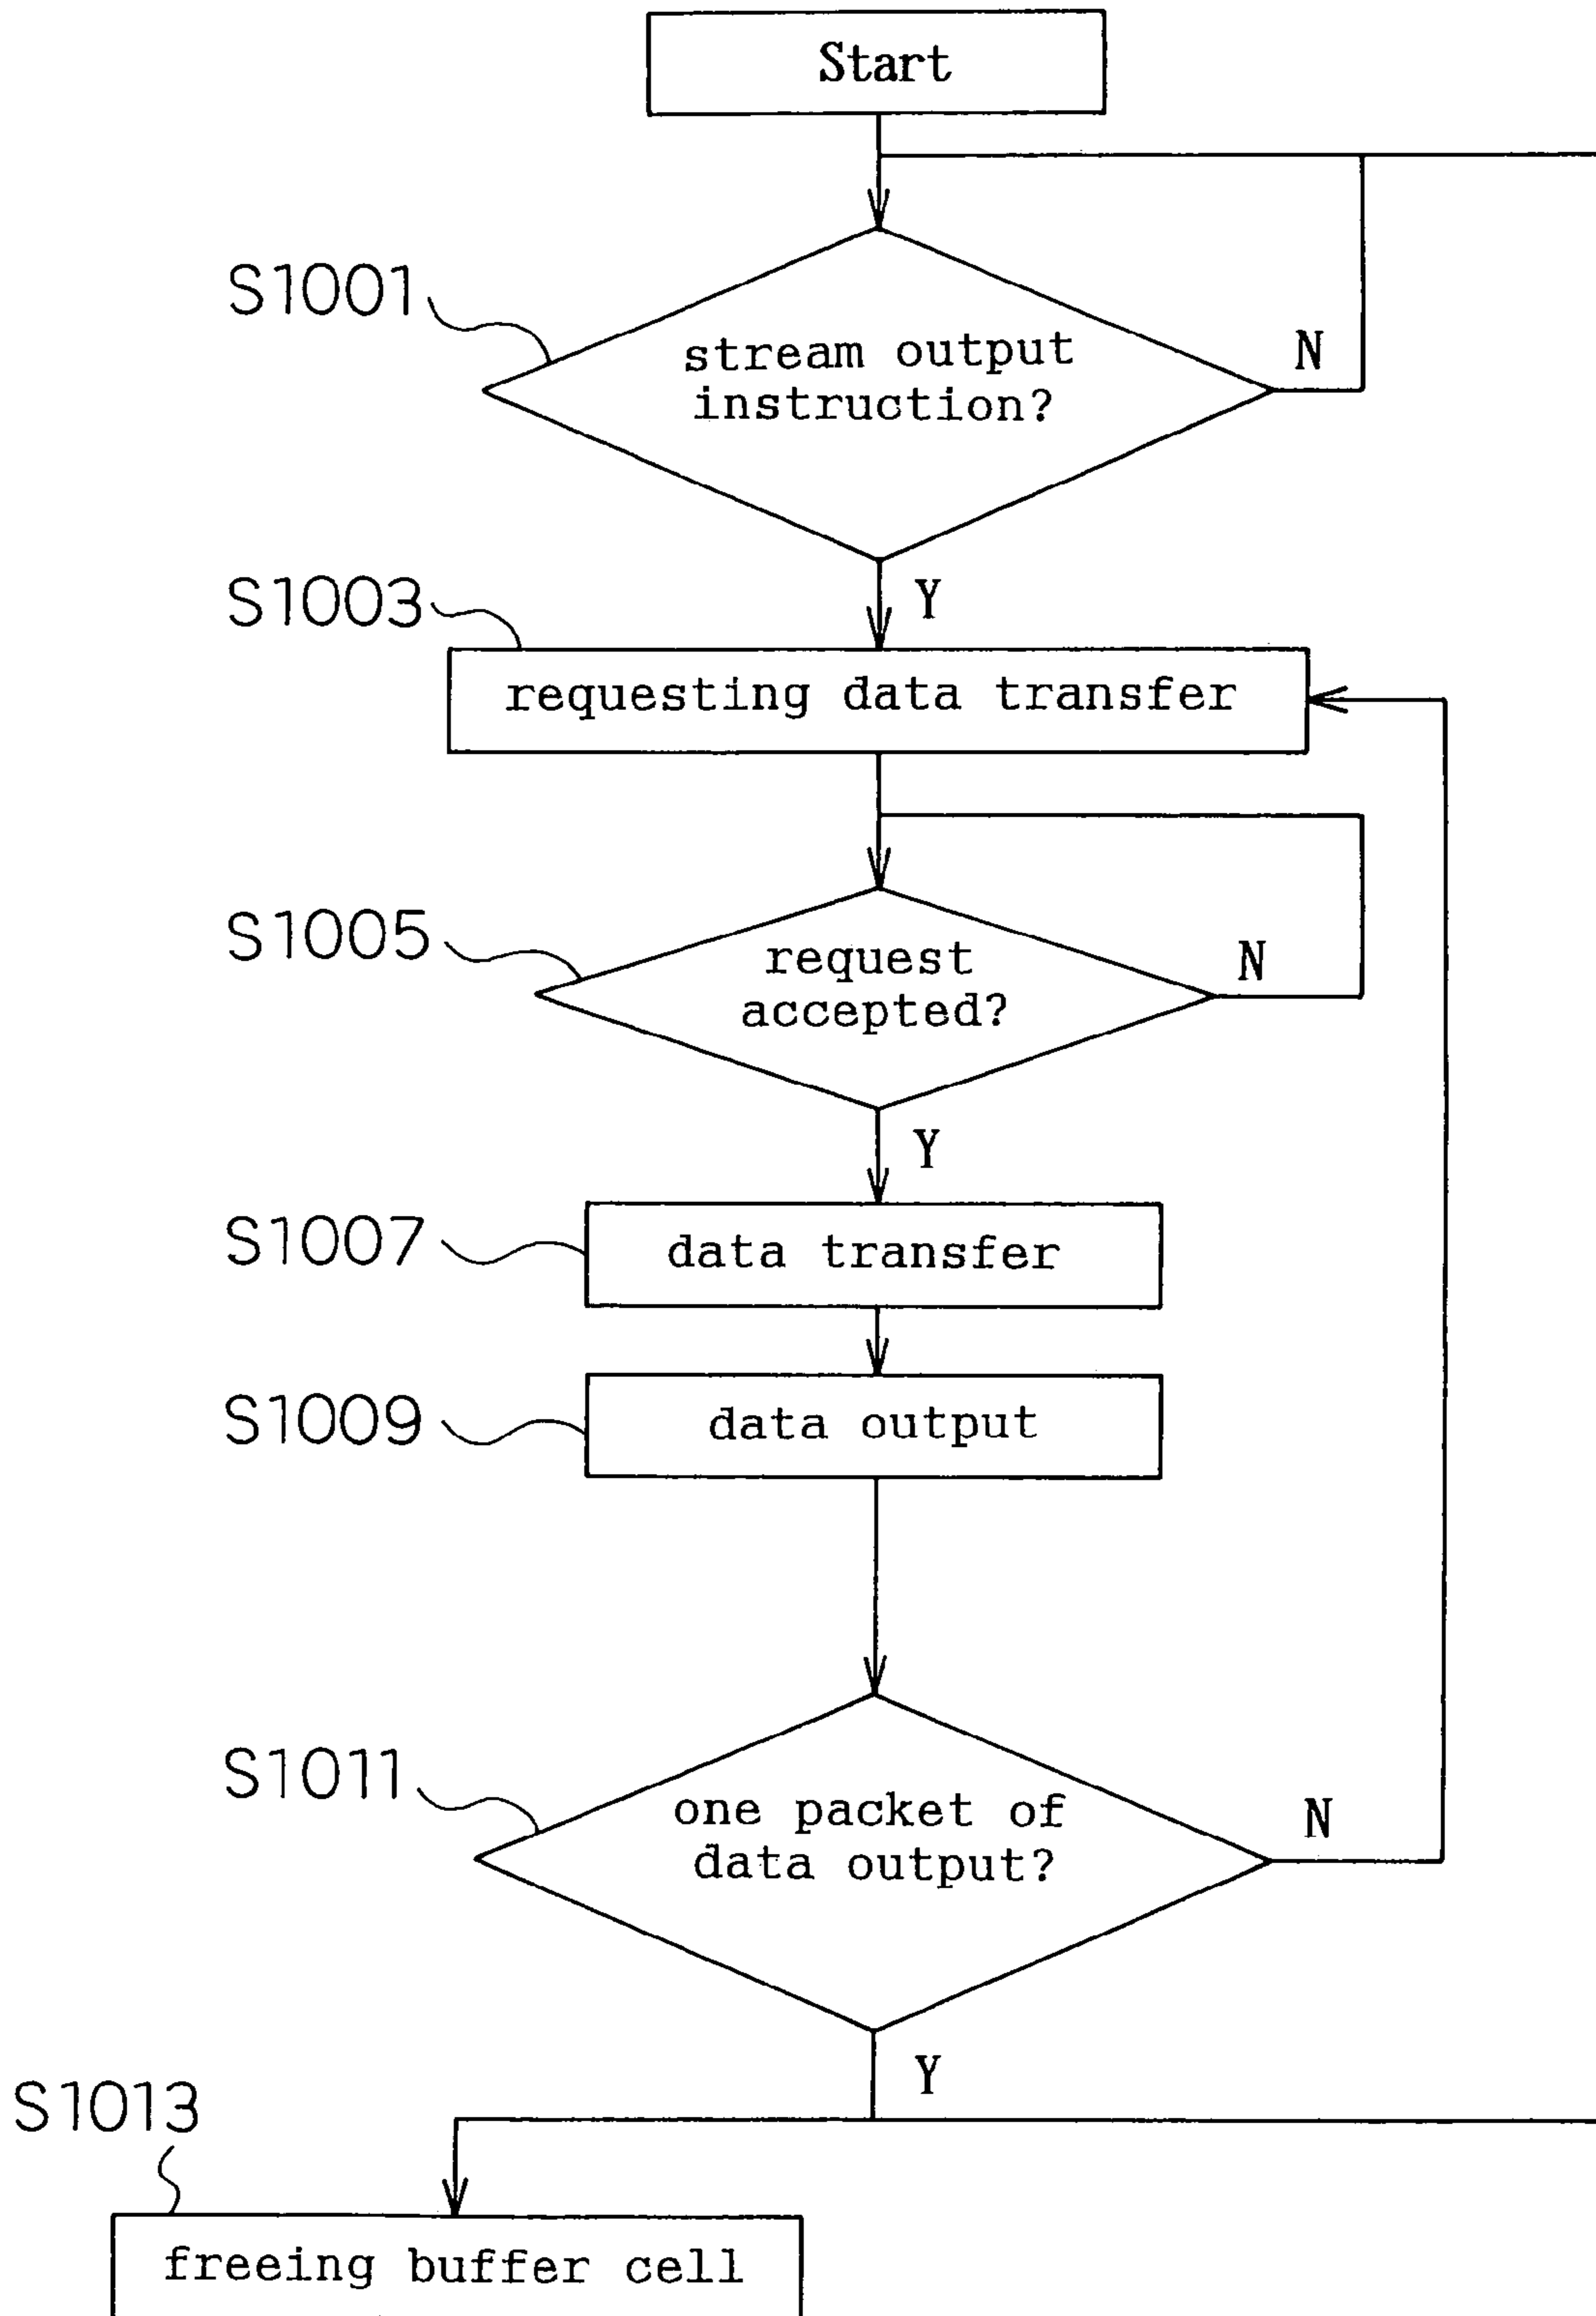 Start
S1001
stream output
instruction?
N
Y
S1003
requesting data transfer
S1005
request
accepted?
N
Y
S1007
data transfer
S1009
data output
S1011
one packet of
data output?
N
Y
S1013
freeing buffer cell